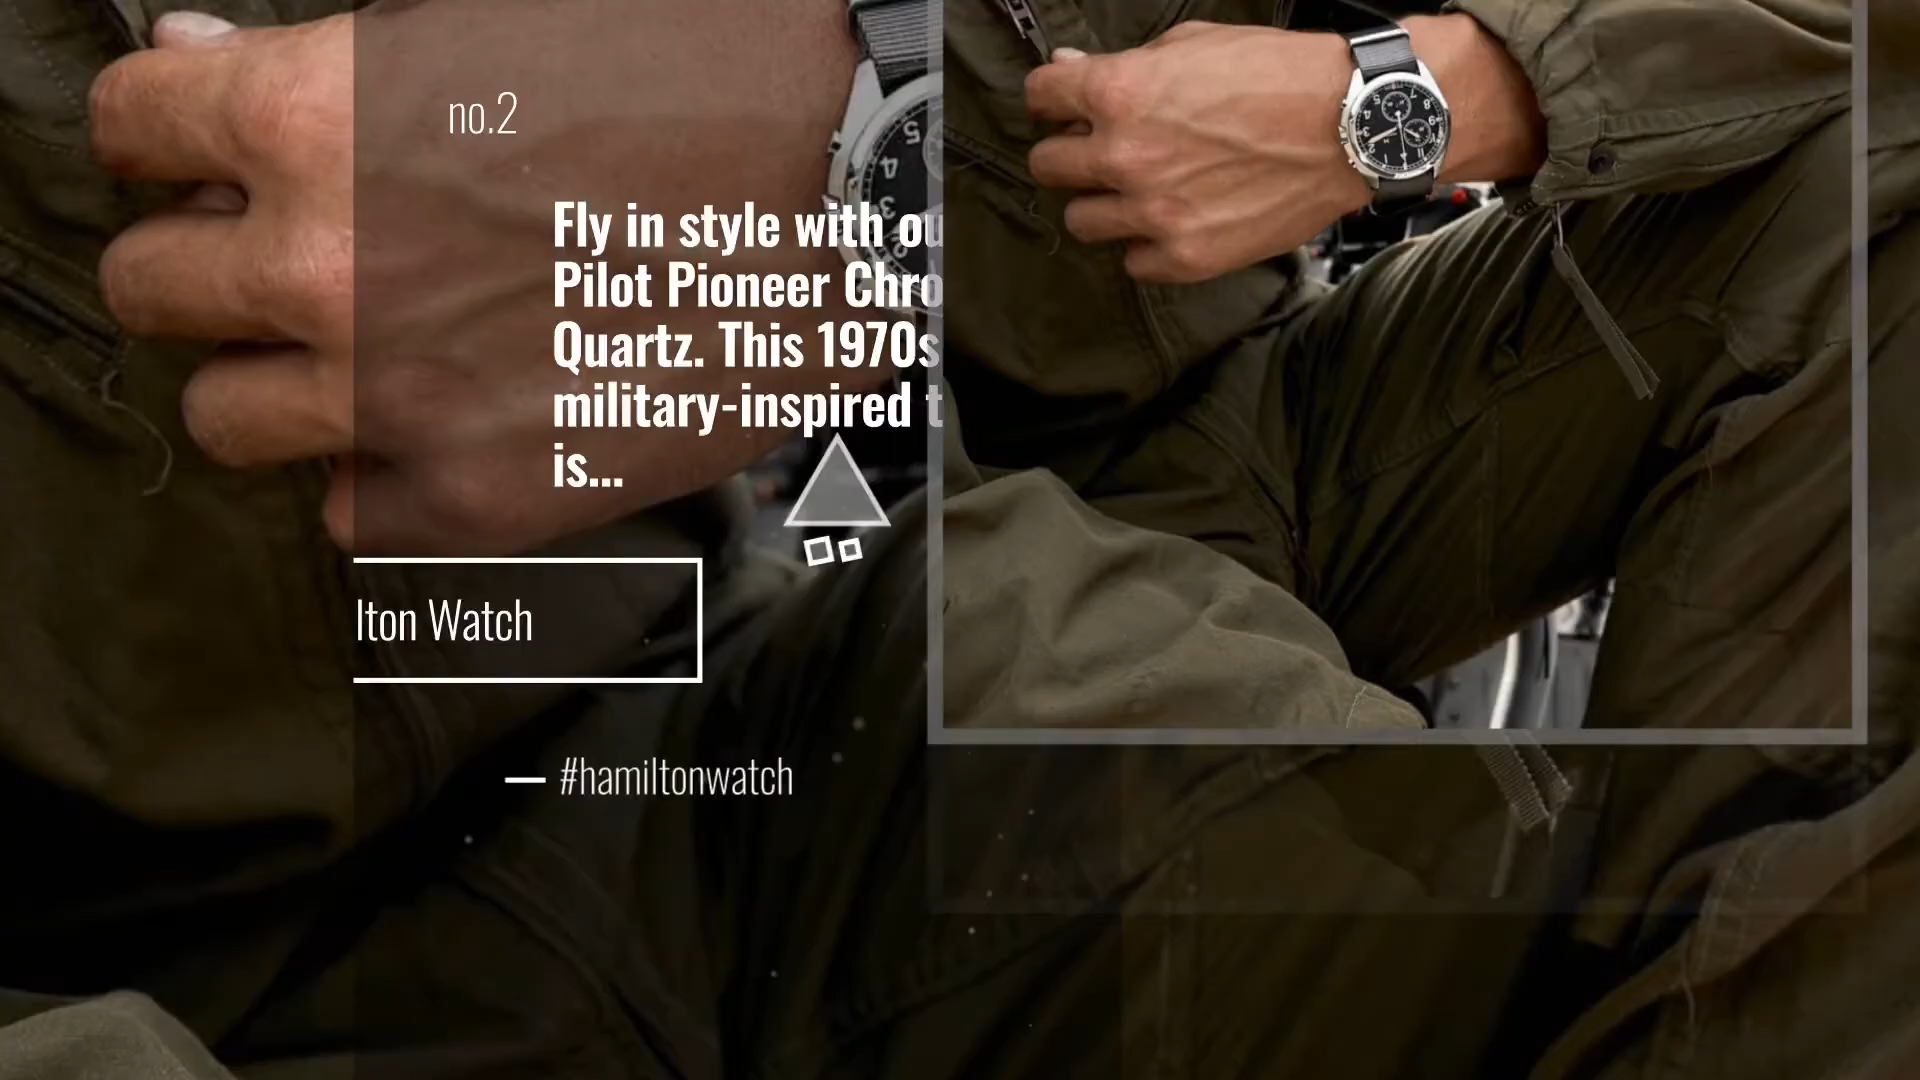 no.2
Fly in style with ou
Pilot Pioneer Chro
Quartz. This 1970s
military-inspired t
is...
lton Watch
#hamiltonwatch